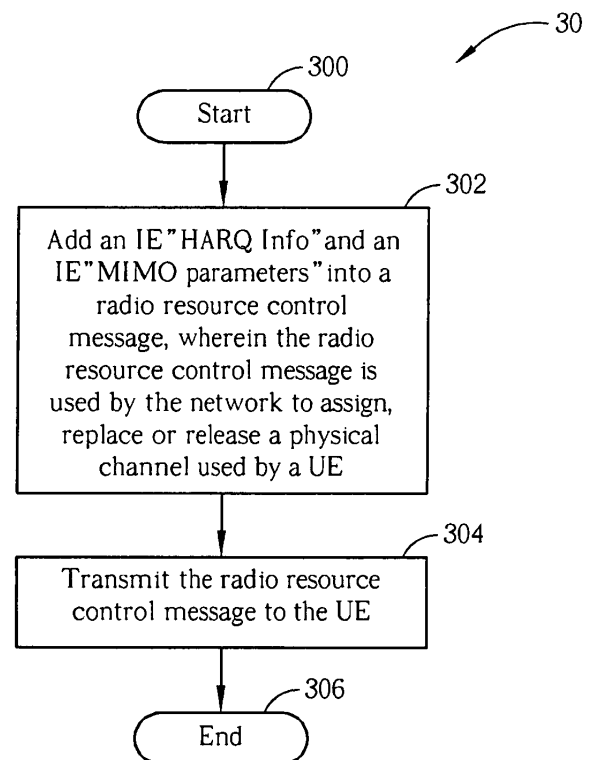 30
300
Start
302
Add an IE"HARQ Info"and an
IE"MIMO parameters"into a
radio resource control
message, wherein the radio
resource control message is
used by the network to assign,
replace or release a physical
channel used by a UE
304
Transmit the radio resource
control message to the UE
306
End